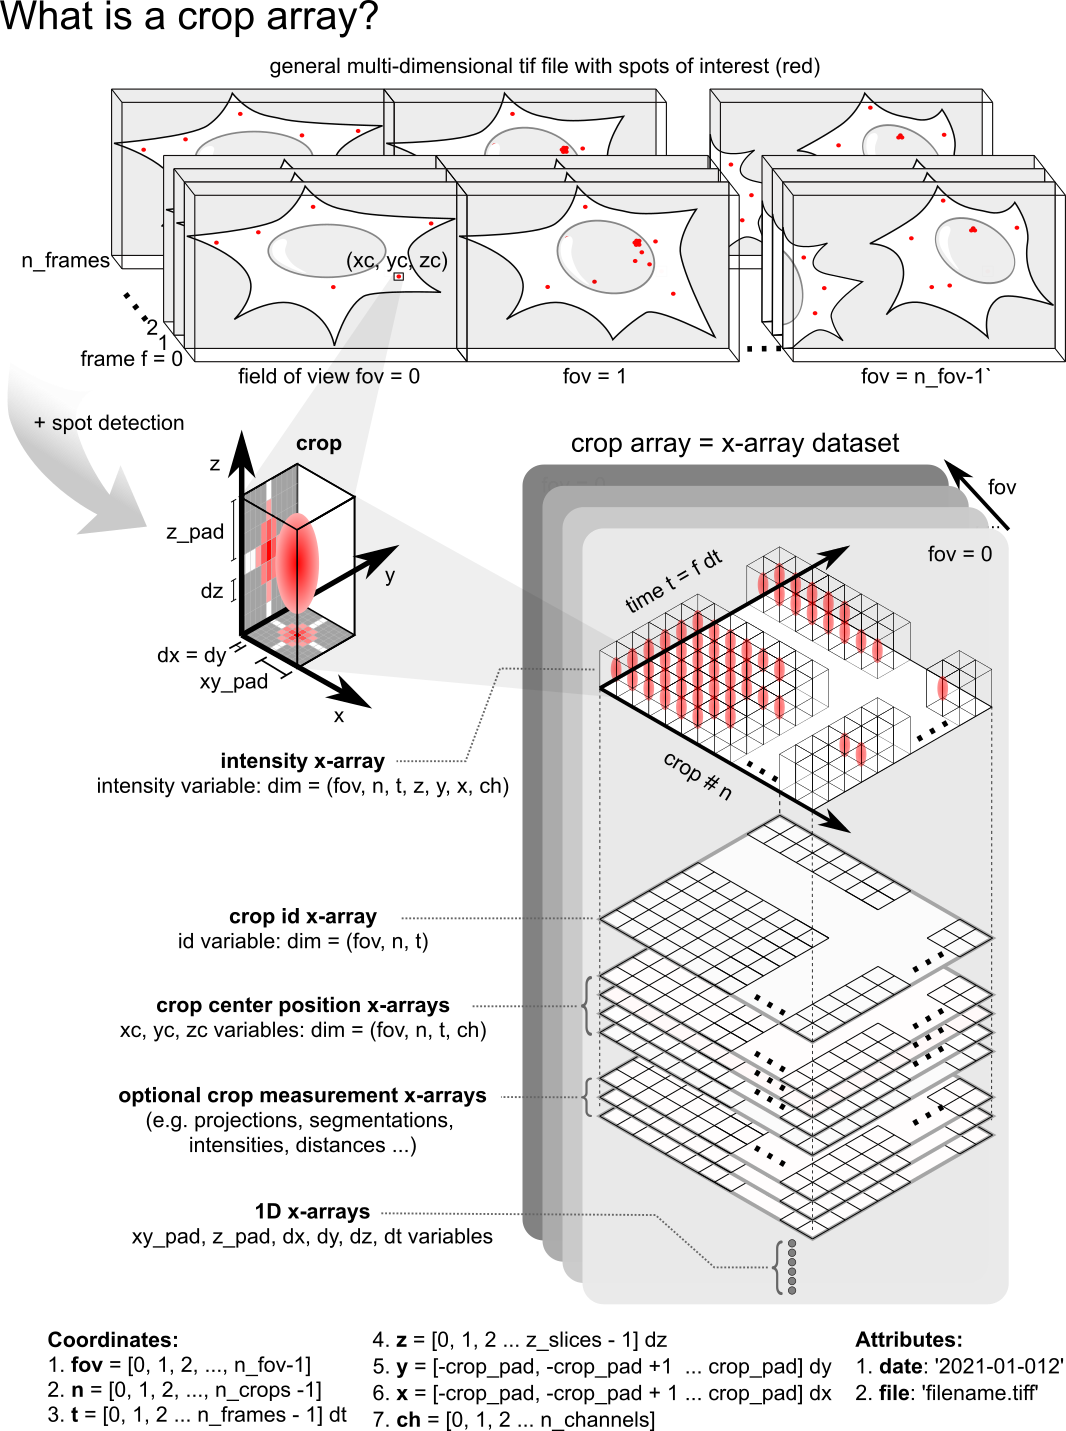 What is a crop array?
general multi-dimensional tif file with spots of interest (red)
n_frames
2
1
frame f = 0
(xc, yc, zc)
field of view fov = 0
fov = 1
fov = n_fov-1`
+ spot detection
crop
z
z_pad
dz
y
dx = dy
xy_pad
x
crop array = x-array dataset
fov
fov = 0
time t = f dt
crop # n
intensity x-array
intensity variable: dim = (fov, n, t, z, y, x, ch)
crop id x-array
id variable: dim = (fov, n, t)
crop center position x-arrays
xc, yc, zc variables: dim = (fov, n, t, ch)
optional crop measurement x-arrays
(e.g. projections, segmentations,
intensities, distances ...)
1D x-arrays
xy_pad, z_pad, dx, dy, dz, dt variables
Coordinates:
1. fov = [0, 1, 2, ..., n_fov-1]
2. n = [0, 1, 2, ..., n_crops -1]
3. t = [0, 1, 2 ... n_frames - 1] dt
4. z = [0, 1, 2 ... z_slices - 1] dz
5. y = [-crop_pad, -crop_pad +1 ... crop_pad] dy
6. x = [-crop_pad, -crop_pad + 1 ... crop_pad] dx
7. ch = [0, 1, 2 ... n_channels]
Attributes:
1. date: '2021-01-012'
2. file: 'filename.tiff'